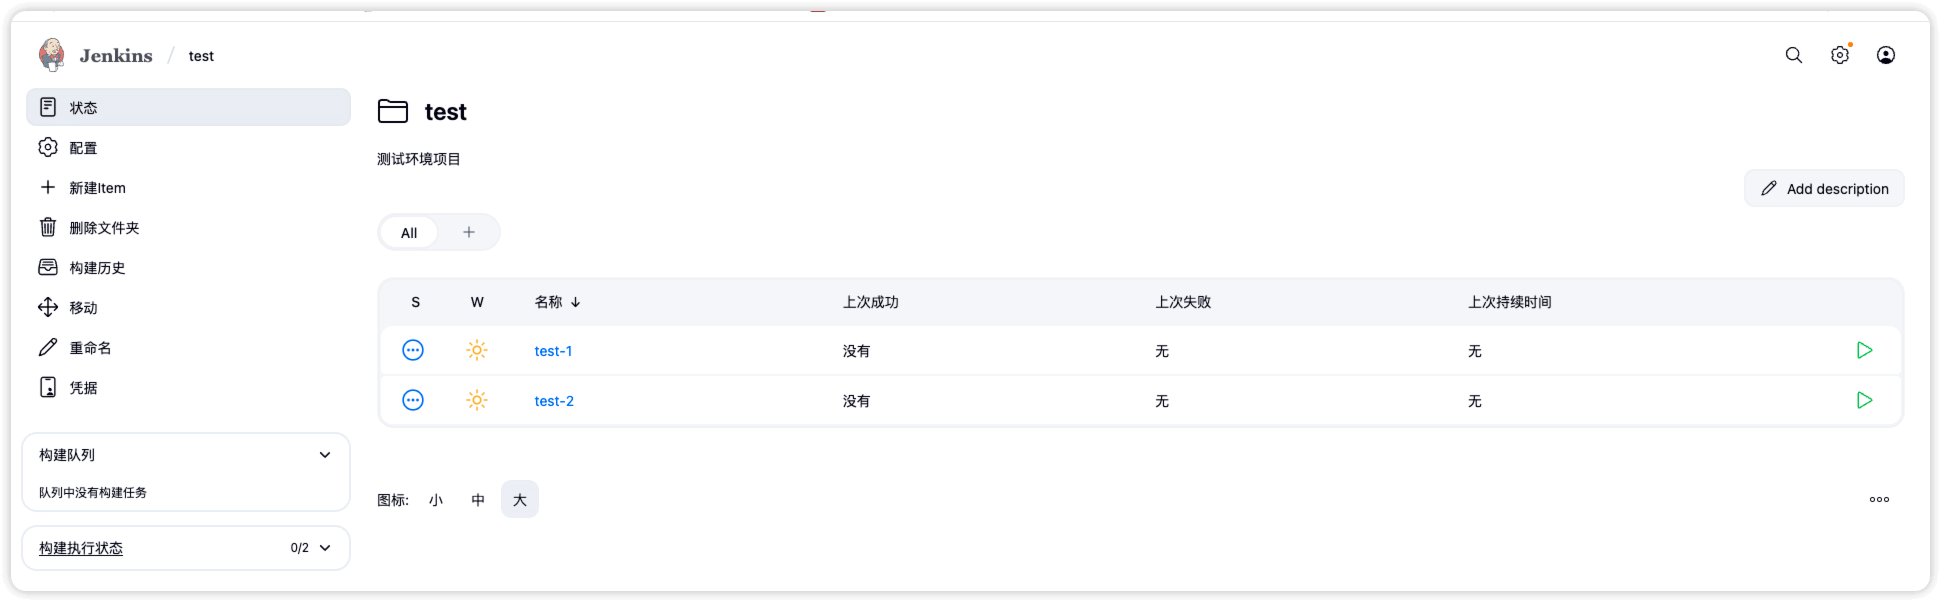 Jenkins / test
状态
配置
新建Item
删除文件夹
构建历史
移动
重命名
凭据
构建队列
队列中没有构建任务
构建执行状态 0/2
test
测试环境项目
Add description
All +
S W 名称 ↓ 上次成功 上次失败 上次持续时间
test-1 没有 无 无
test-2 没有 无 无
图标: 小 中 大